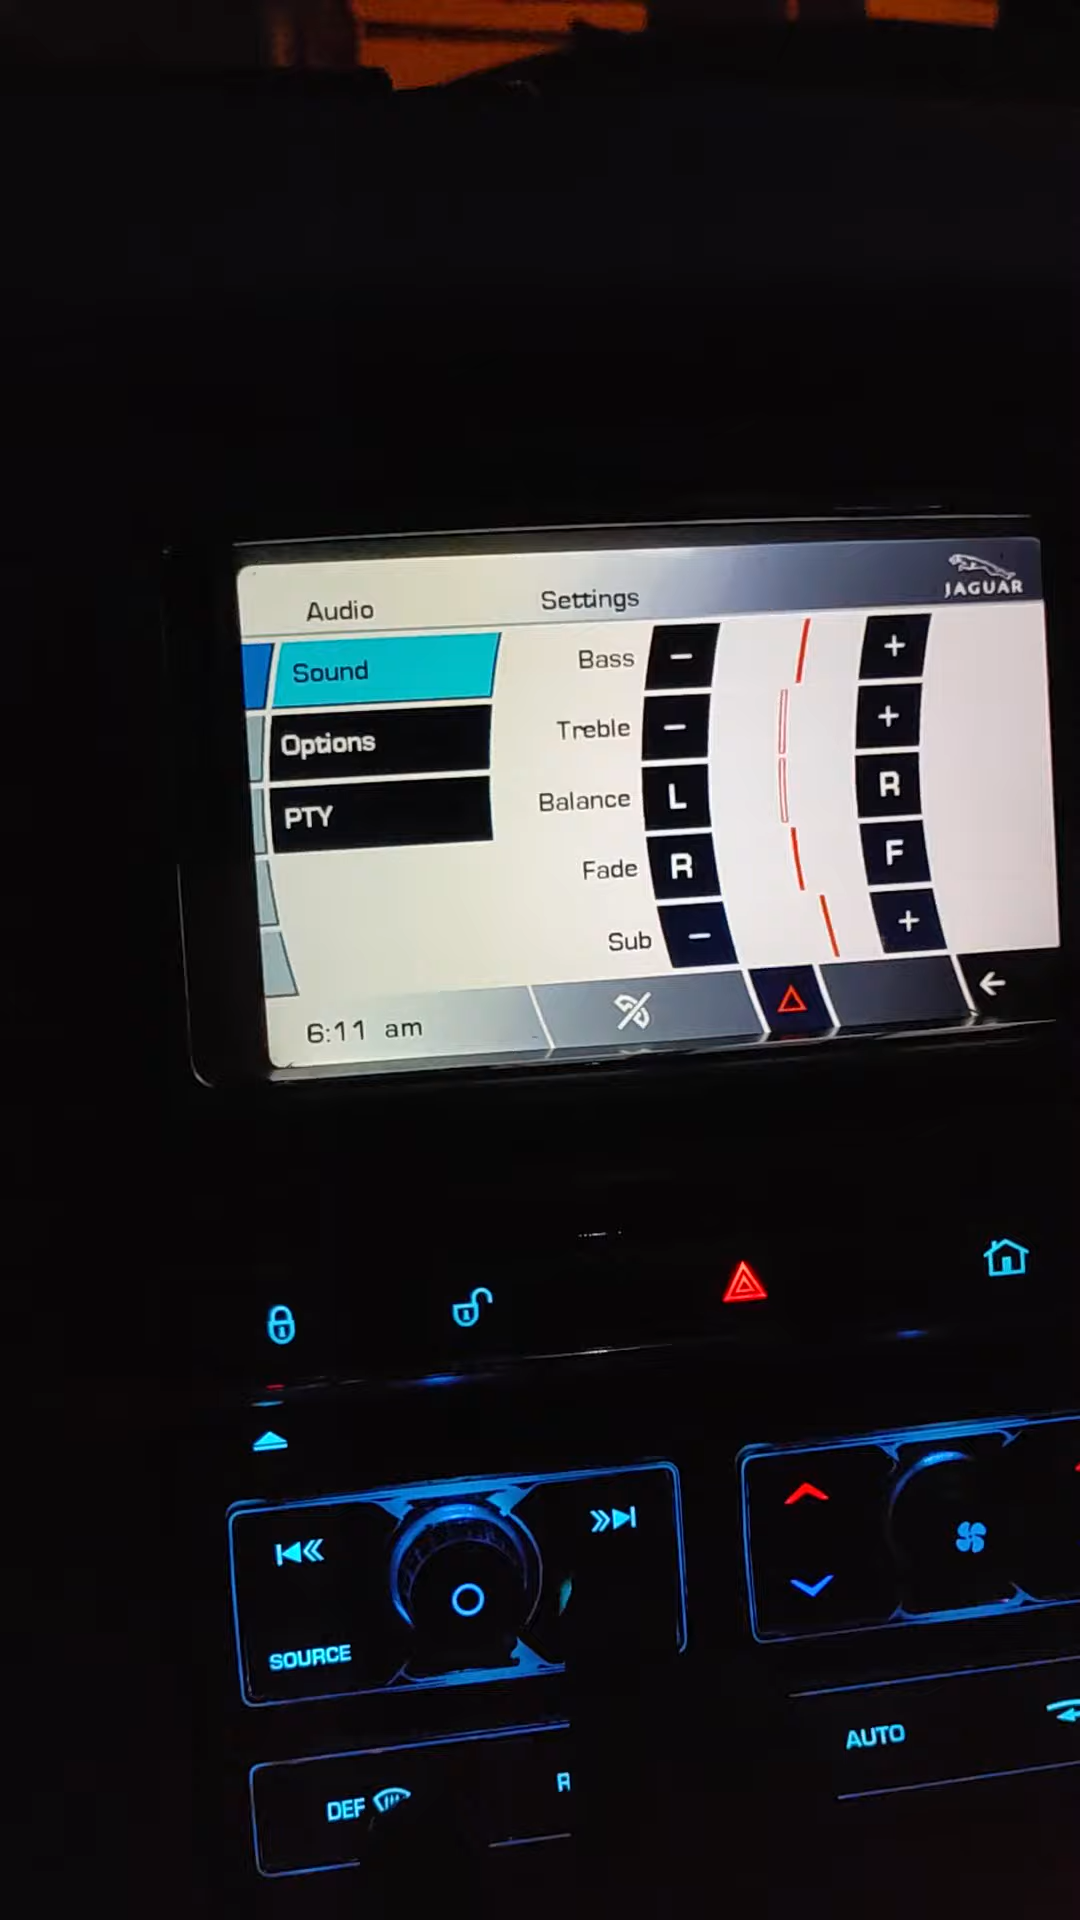 JAGUAR
Audio
Settings
Sound
Options
PTY
Bass - +
Treble - +
Balance L R
Fade R F
Sub - +
6:11 am
SOURCE
AUTO
DEF
R